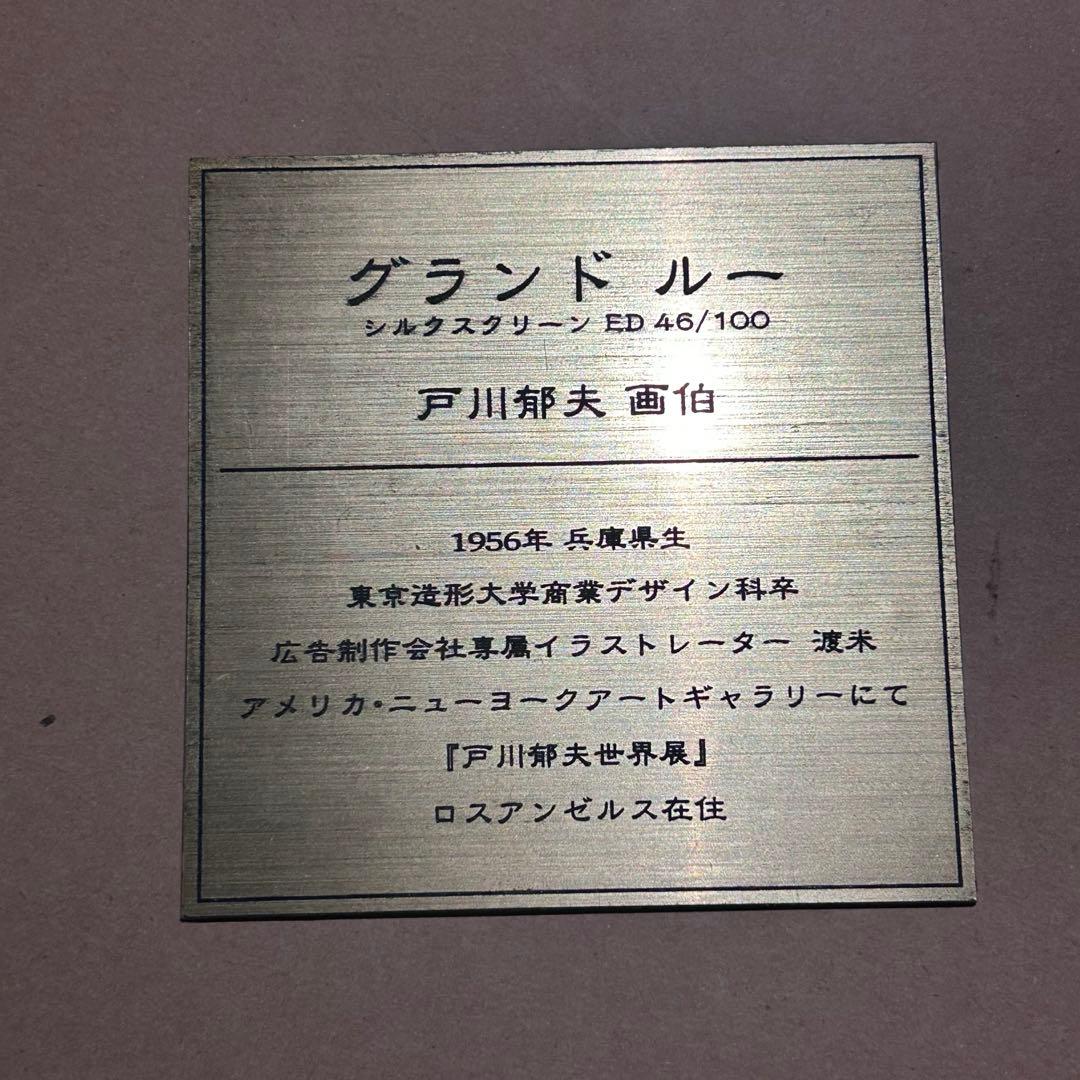 グランド ルー
シルクスクリーン ED 46/100
戸川郁夫 画伯
1956年 兵庫県生
東京造形大学商業デザイン科卒
広告制作会社専属イラストレーター 渡米
アメリカ・ニューヨークアートギャラリーにて
『戸川郁夫世界展』
ロスアンゼルス在住